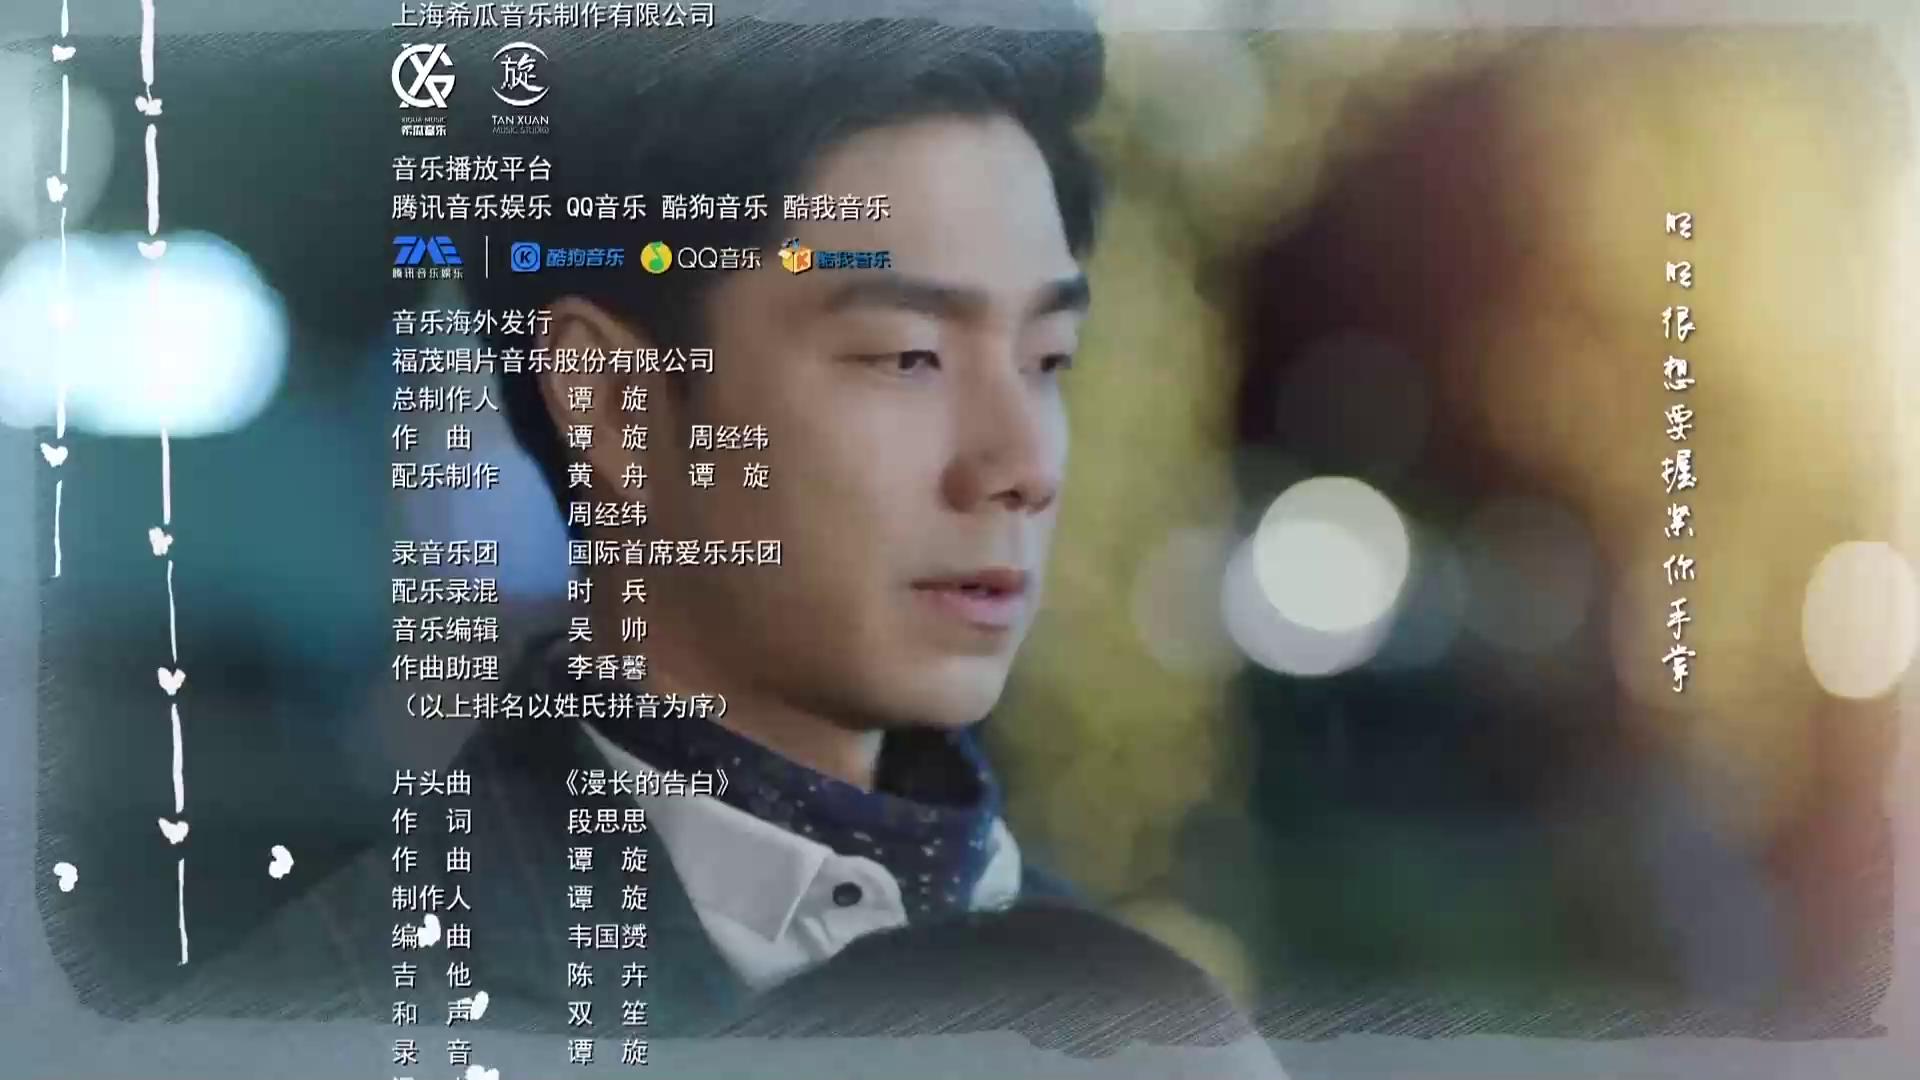 上海希瓜音乐制作有限公司
XIGUA MUSIC
希瓜音乐
旋
TAN XUAN
MUSIC STUDIO
音乐播放平台
腾讯音乐娱乐 QQ音乐 酷狗音乐 酷我音乐
TME
腾讯音乐娱乐
K 酷狗音乐 QQ音乐 K 酷我音乐
音乐海外发行
福茂唱片音乐股份有限公司
总制作人 谭 旋
作 曲 谭 旋 周经纬
配乐制作 黄 舟 谭 旋
周经纬
录音乐团 国际首席爱乐乐团
配乐录混 时 兵
音乐编辑 吴 帅
作曲助理 李香馨
（以上排名以姓氏拼音为序）
片头曲 《漫长的告白》
作 词 段思思
作 曲 谭 旋
制作人 谭 旋
编 曲 韦国赟
吉 他 陈 卉
和 声 双 笙
录 音 谭 旋
明明很想要握紧你手掌